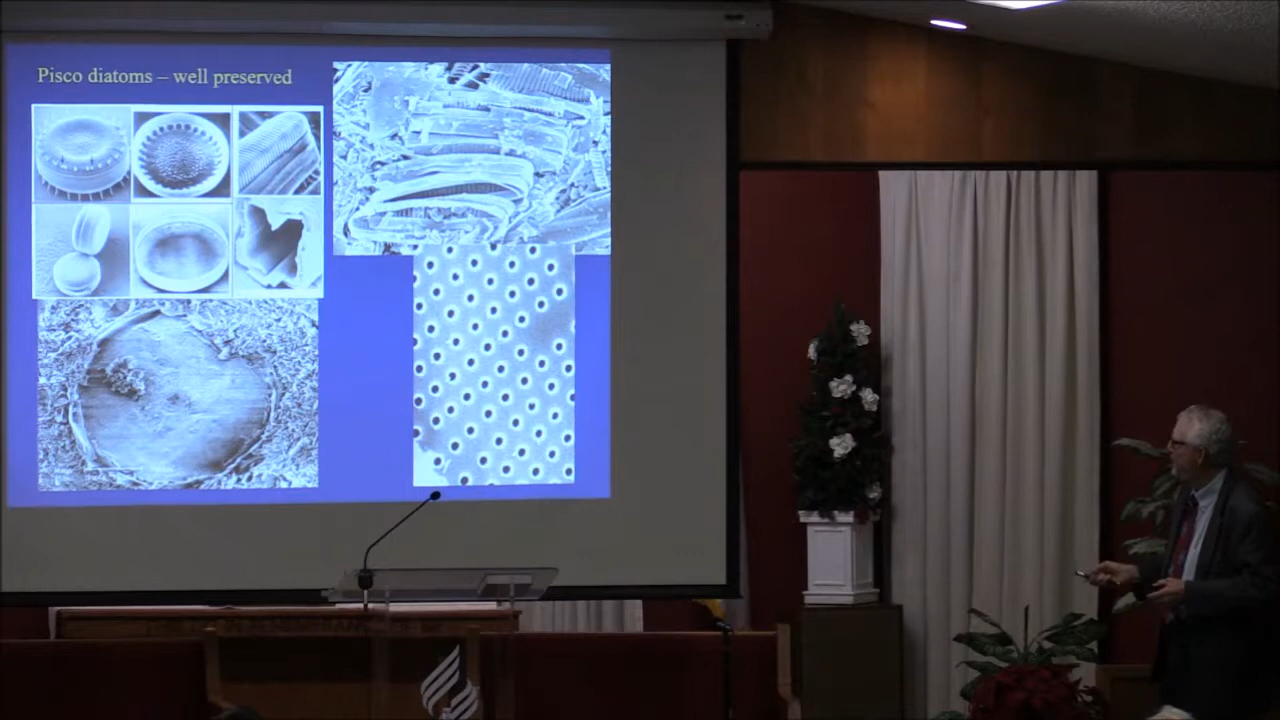 Pisco diatoms – well preserved